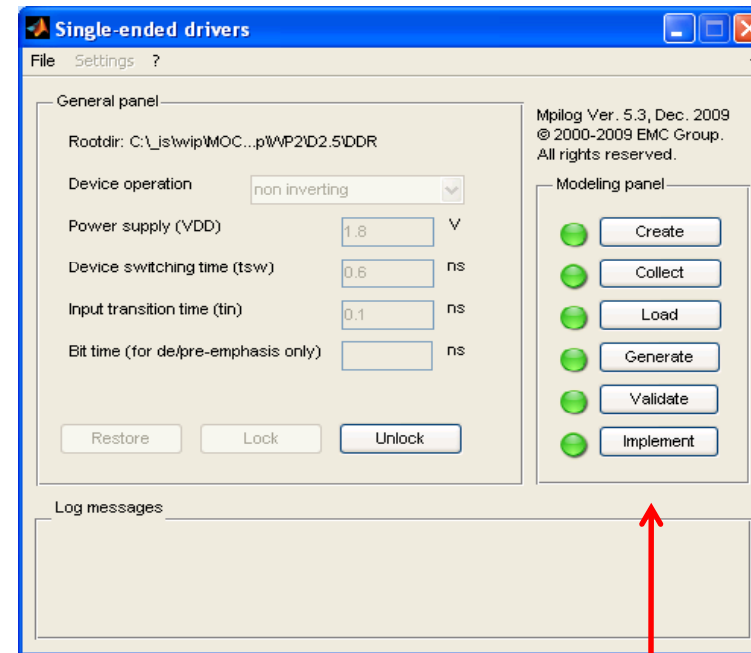 Single-ended drivers
File Settings ?
General panel
Rootdir: C:\_is\wip\MOC...p\WP2\D2.5\DDR
Device operation non inverting
Power supply (VDD) 1.8 V
Device switching time (tsw) 0.6 ns
Input transition time (tin) 0.1 ns
Bit time (for de/pre-emphasis only) ns
Restore Lock Unlock
Mpilog Ver. 5.3, Dec. 2009
© 2000-2009 EMC Group.
All rights reserved.
Modeling panel
Create
Collect
Load
Generate
Validate
Implement
Log messages